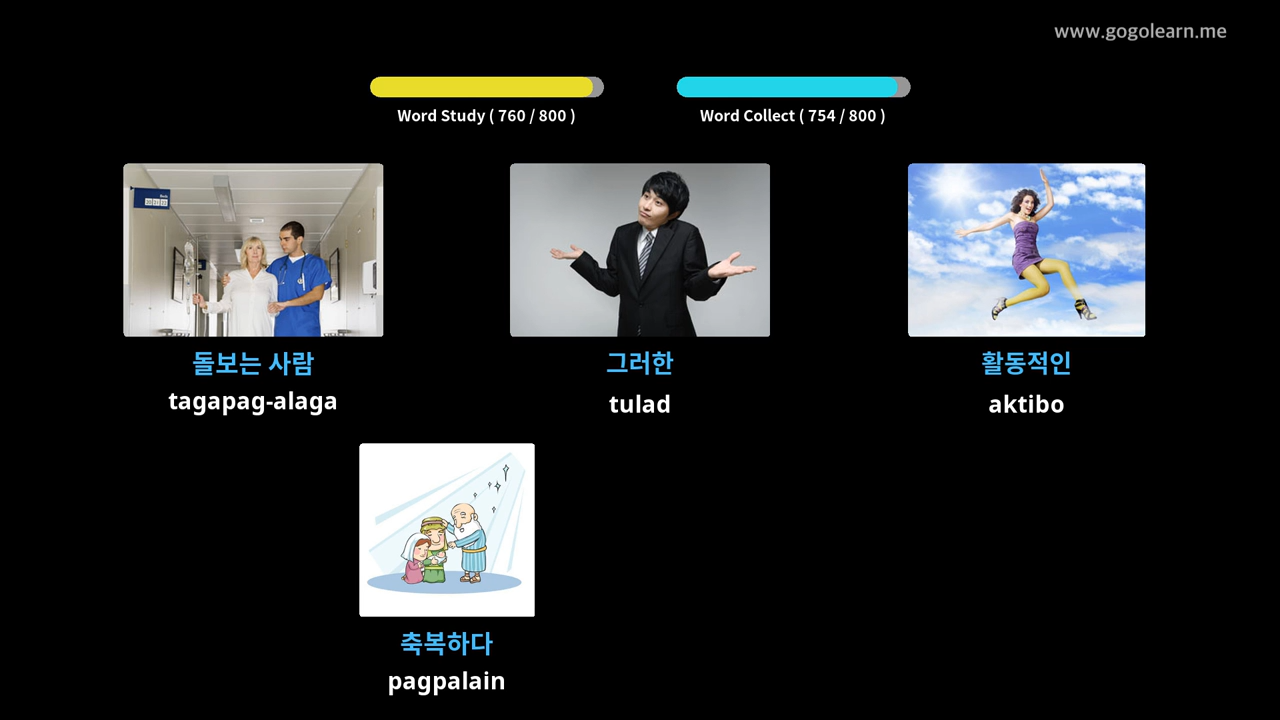 www.gogolearn.me
Word Study ( 760 / 800 )
Word Collect ( 754 / 800 )
돌보는 사람
그러한
활동적인
tagapag-alaga
tulad
aktibo
축복하다
pagpalain